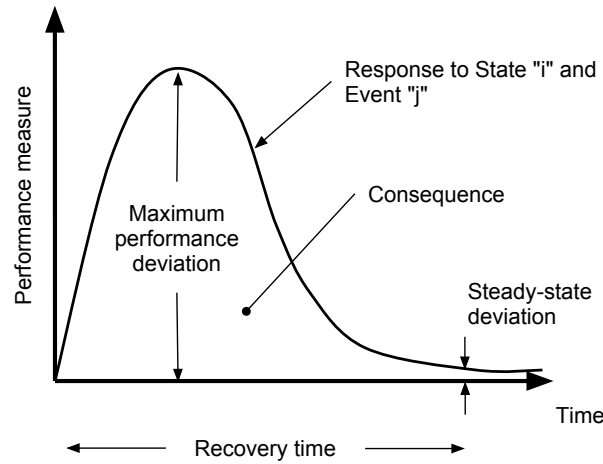 Response to State "i" and
Event "j"
Performance measure
Consequence
Maximum
performance
deviation
Steady-state
deviation
Time
Recovery time